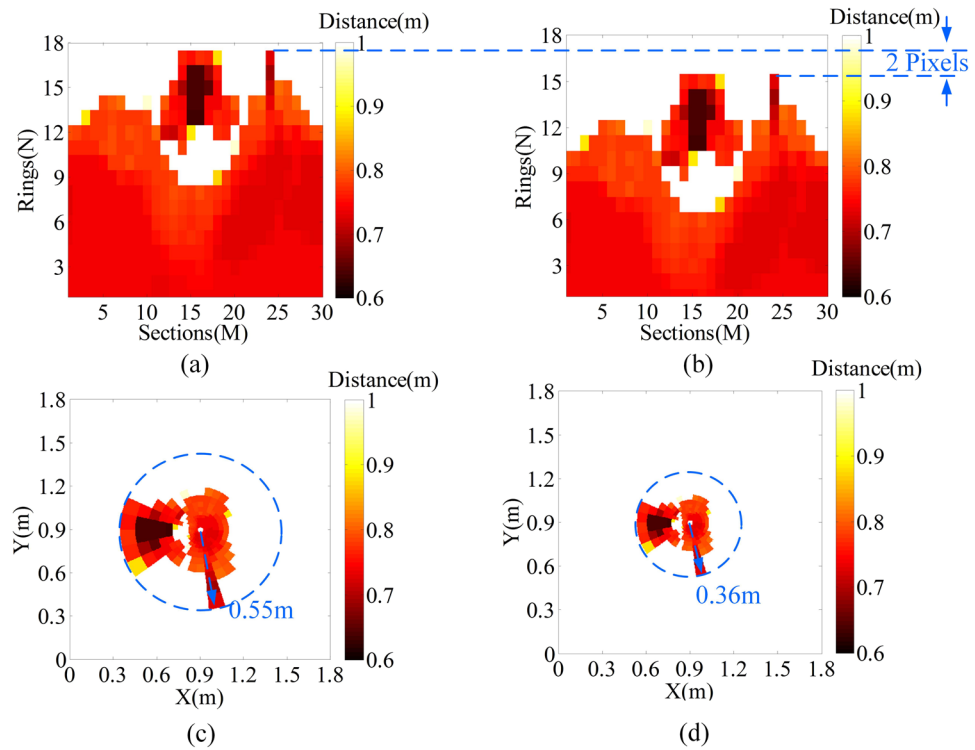 Distance(m)
18
15
12
9
6
3
Rings(N)
5 10 15 20 25 30
Sections(M)
1
0.9
0.8
0.7
0.6
(a)
Distance(m)
18
15
12
9
6
3
Rings(N)
5 10 15 20 25 30
Sections(M)
1
0.9
0.8
0.7
0.6
2 Pixels
(b)
Distance(m)
1.8
1.5
1.2
0.9
0.6
0.3
0
Y(m)
0 0.3 0.6 0.9 1.2 1.5 1.8
X(m)
0.55m
1
0.9
0.8
0.7
0.6
(c)
Distance(m)
1.8
1.5
1.2
0.9
0.6
0.3
0
Y(m)
0 0.3 0.6 0.9 1.2 1.5 1.8
X(m)
0.36m
1
0.9
0.8
0.7
0.6
(d)